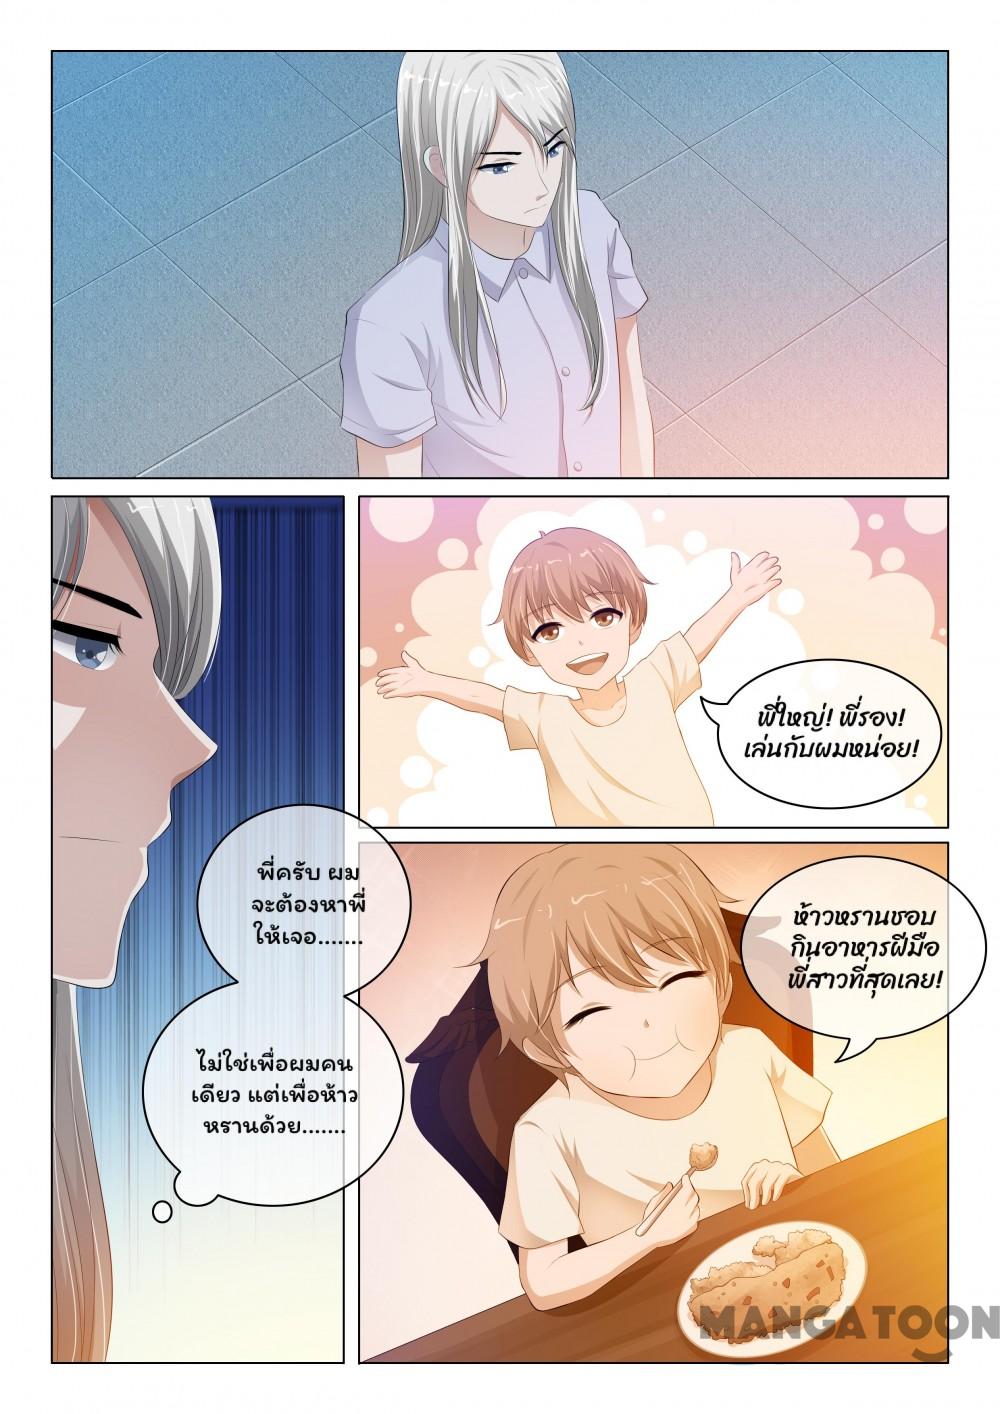 พี่ใหญ่! พี่รอง!
เล่นกับผมหน่อย!
พี่ครับ ผม
จะต้องหาพี่
ให้เจอ.......
ไม่ใช่เพื่อผมคน
เดียว แต่เพื่อห้าว
หรานด้วย.......
ห้าวหรานชอบ
กินอาหารฝีมือ
พี่สาวที่สุดเลย!
MANGATOON